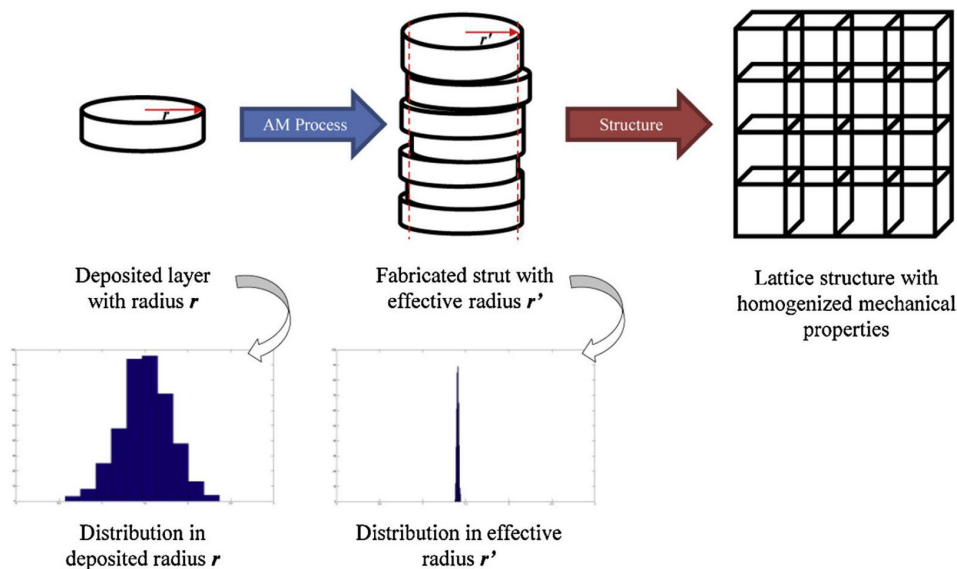 r
AM Process
r'
Structure
Deposited layer
with radius r
Fabricated strut with
effective radius r'
Lattice structure with
homogenized mechanical
properties
Distribution in
deposited radius r
Distribution in effective
radius r'